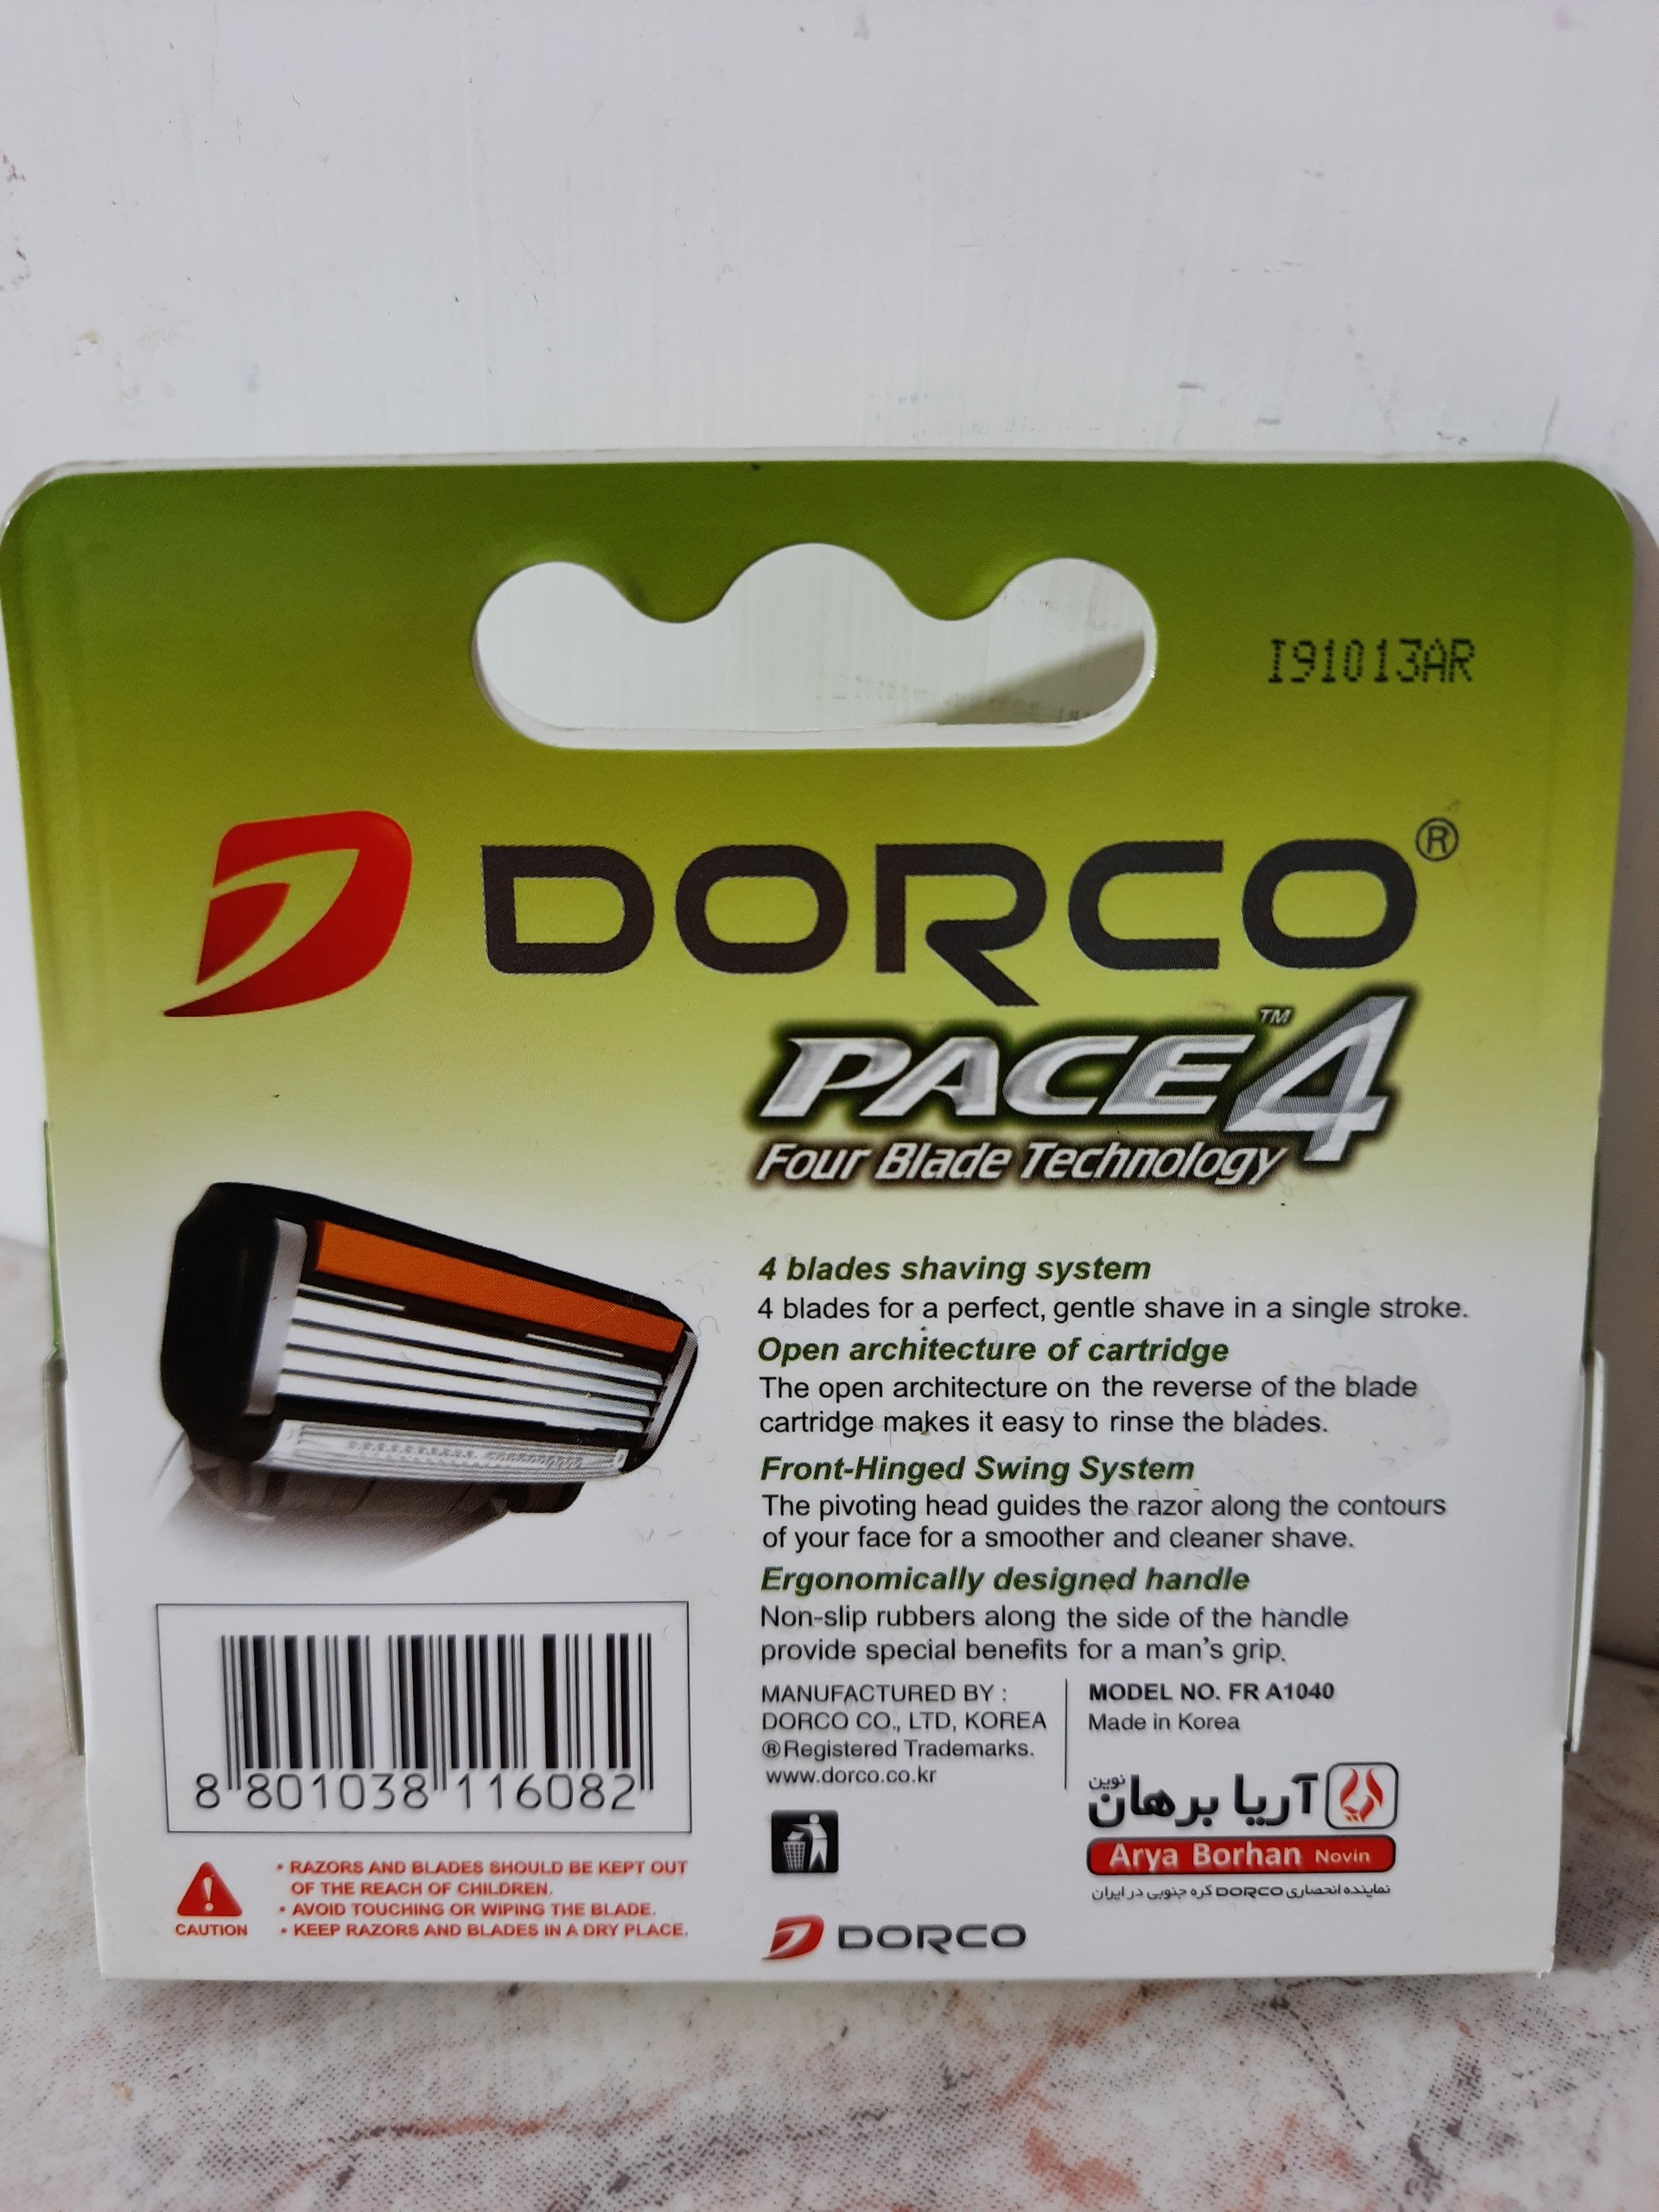 I91013AR
DORCO®
PACE™4
Four Blade Technology
4 blades shaving system
4 blades for a perfect, gentle shave in a single stroke.
Open architecture of cartridge
The open architecture on the reverse of the blade
cartridge makes it easy to rinse the blades.
Front-Hinged Swing System
The pivoting head guides the razor along the contours
of your face for a smoother and cleaner shave.
Ergonomically designed handle
Non-slip rubbers along the side of the handle
provide special benefits for a man's grip.
MANUFACTURED BY :
DORCO CO., LTD, KOREA
®Registered Trademarks.
www.dorco.co.kr
MODEL NO. FR A1040
Made in Korea
آریا برهان نوین
Arya Borhan Novin
نماینده انحصاری DORCO کره جنوبی در ایران
8 801038 116082
CAUTION
• RAZORS AND BLADES SHOULD BE KEPT OUT
OF THE REACH OF CHILDREN.
• AVOID TOUCHING OR WIPING THE BLADE.
• KEEP RAZORS AND BLADES IN A DRY PLACE.
DORCO